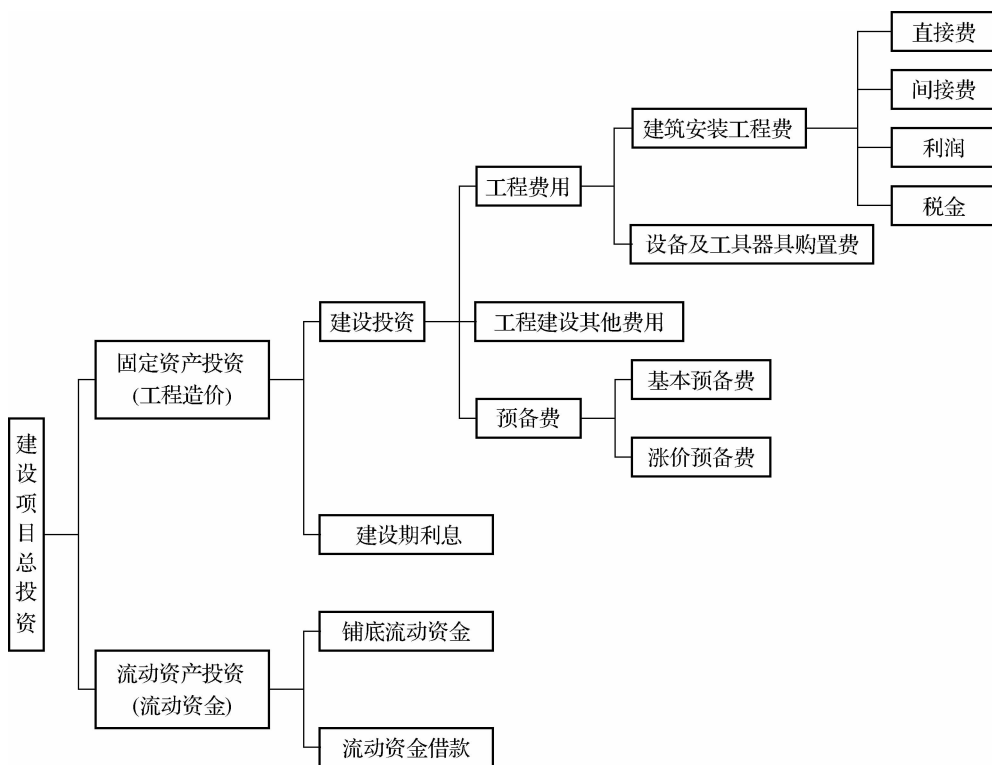 直接费
间接费
利润
税金
建筑安装工程费
工程费用
设备及工具器具购置费
建设投资
工程建设其他费用
固定资产投资
(工程造价)
基本预备费
预备费
涨价预备费
建设项目总投资
建设期利息
铺底流动资金
流动资产投资
(流动资金)
流动资金借款